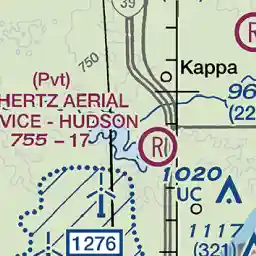 39
750
R
Kappa
(Pvt)
HERTZ AERIAL
VICE - HUDSON
755 - 17
96
(22
R
1020
UC
1117
(321)
1276